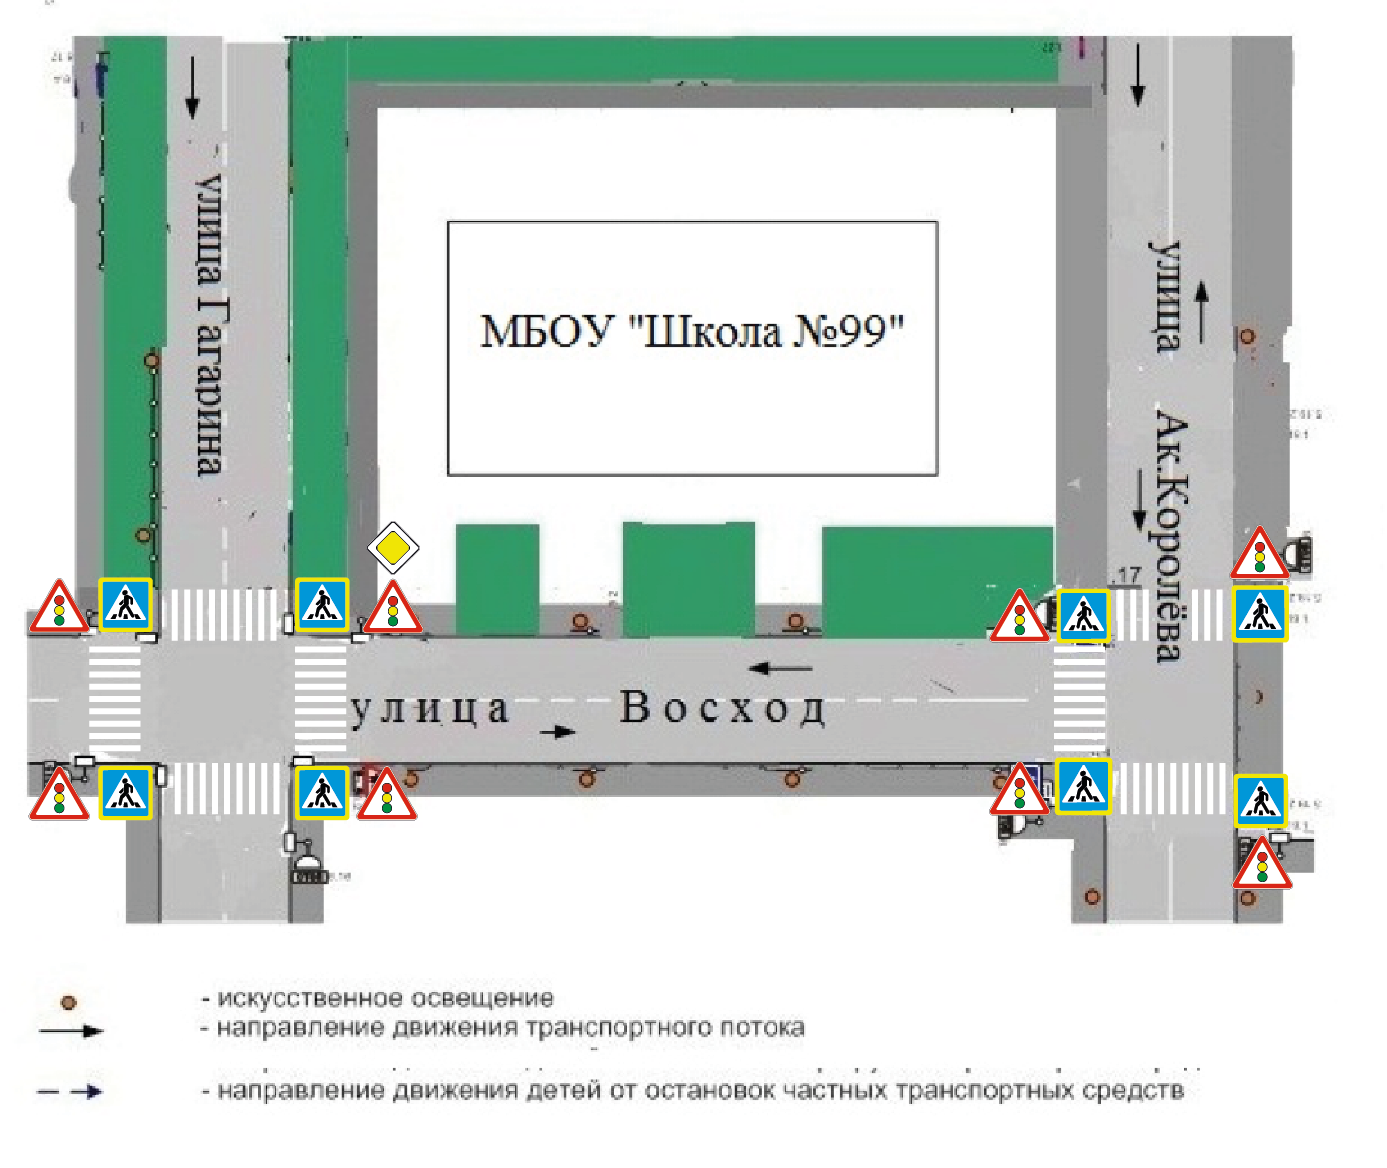 улица Гагарина
МБОУ "Школа №99"
улица Ак.Королёва
.17
улица Восход
- искусственное освещение
- направление движения транспортного потока
- направление движения детей от остановок частных транспортных средств